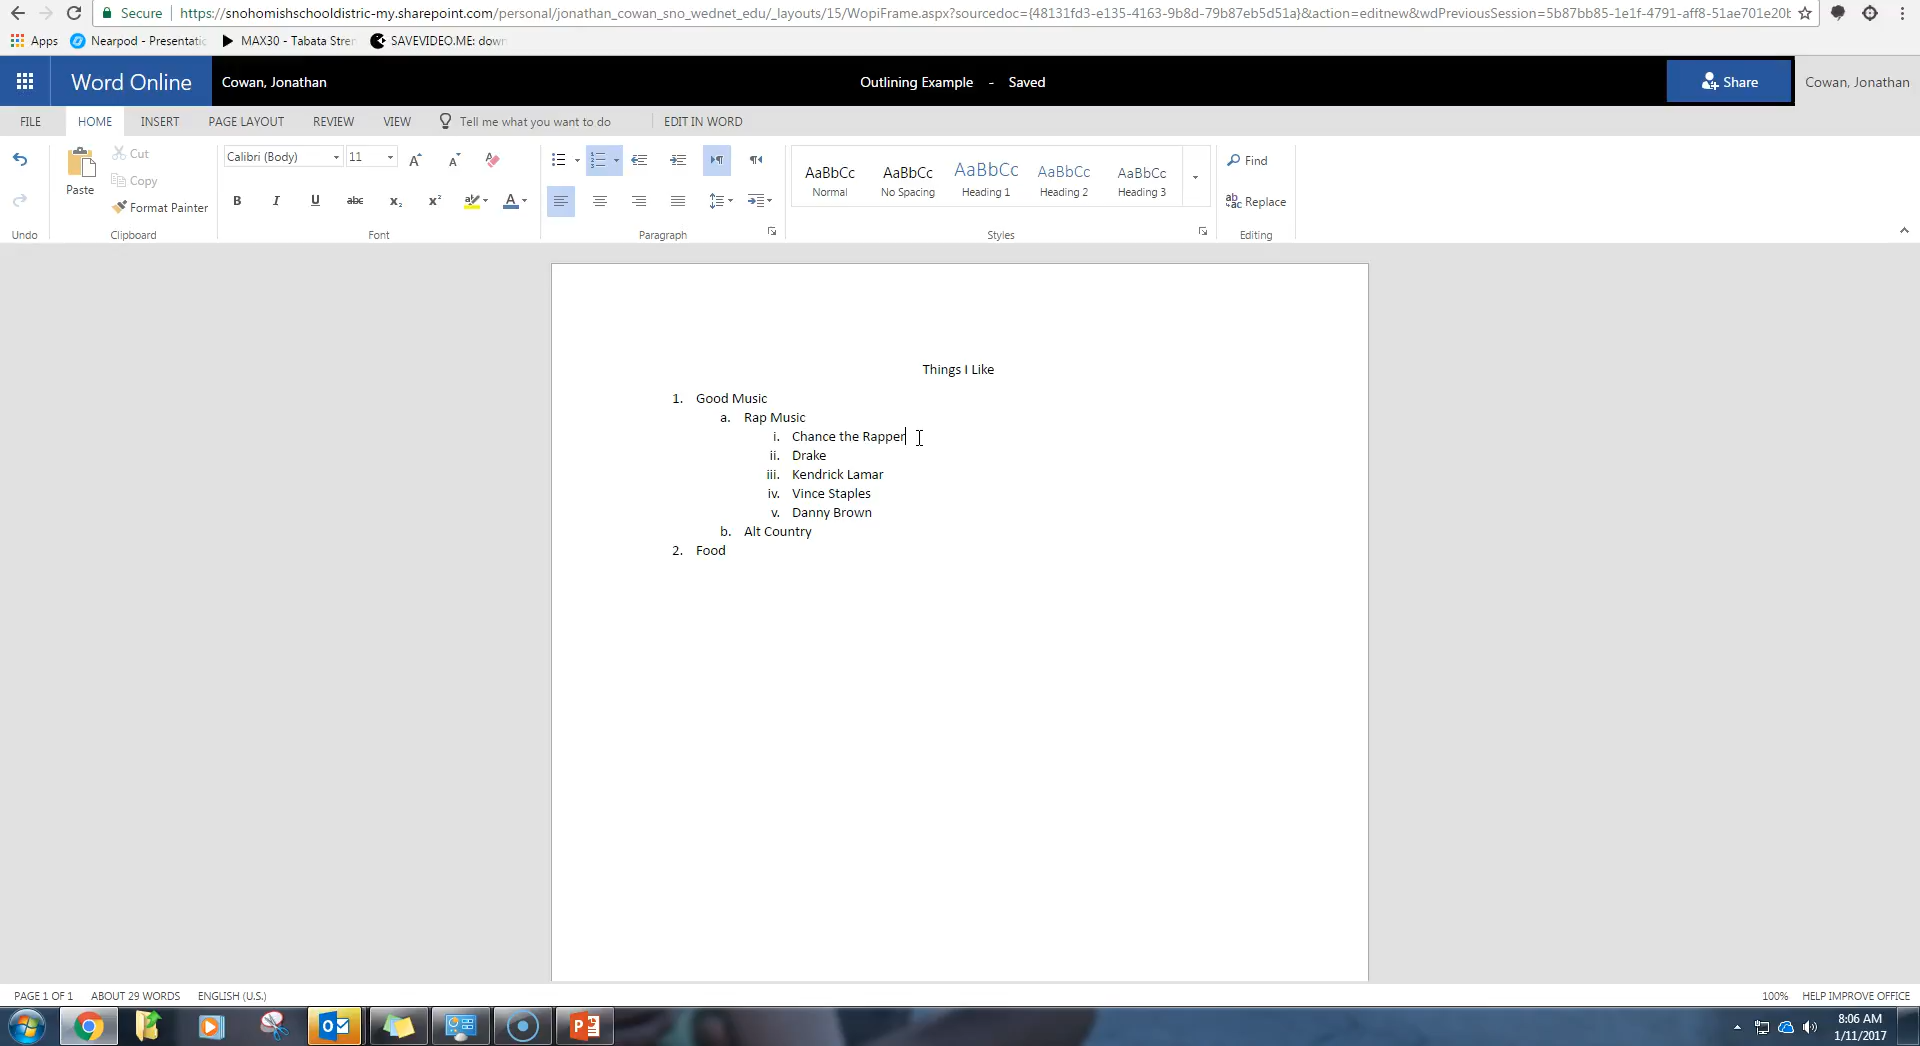 Secure https://snohomishschooldistric-my.sharepoint.com/personal/jonathan_cowan_sno_wednet_edu/_layouts/15/WopiFrame.aspx?sourcedoc={48131fd3-e135-4163-9b8d-79b87eb5d51a}&action=editnew&wdPreviousSession=5b87bb85-1e1f-4791-aff8-51ae701e20b
Apps Nearpod - Presentatic MAX30 - Tabata Stren SAVEVIDEO.ME: dow
Word Online Cowan, Jonathan Outlining Example - Saved Share Cowan, Jonathan
FILE HOME INSERT PAGE LAYOUT REVIEW VIEW Tell me what you want to do EDIT IN WORD
Paste Cut Copy Format Painter
Calibri (Body) 11
B I U abc x₂ x² A
AaBbCc AaBbCc AaBbCc AaBbCc AaBbCc
Normal No Spacing Heading 1 Heading 2 Heading 3
Find
Replace
Undo Clipboard Font Paragraph Styles Editing
Things I Like
1. Good Music
a. Rap Music
i. Chance the Rapper
ii. Drake
iii. Kendrick Lamar
iv. Vince Staples
v. Danny Brown
b. Alt Country
2. Food
PAGE 1 OF 1 ABOUT 29 WORDS ENGLISH (U.S.) 100% HELP IMPROVE OFFICE
8:06 AM
1/11/2017